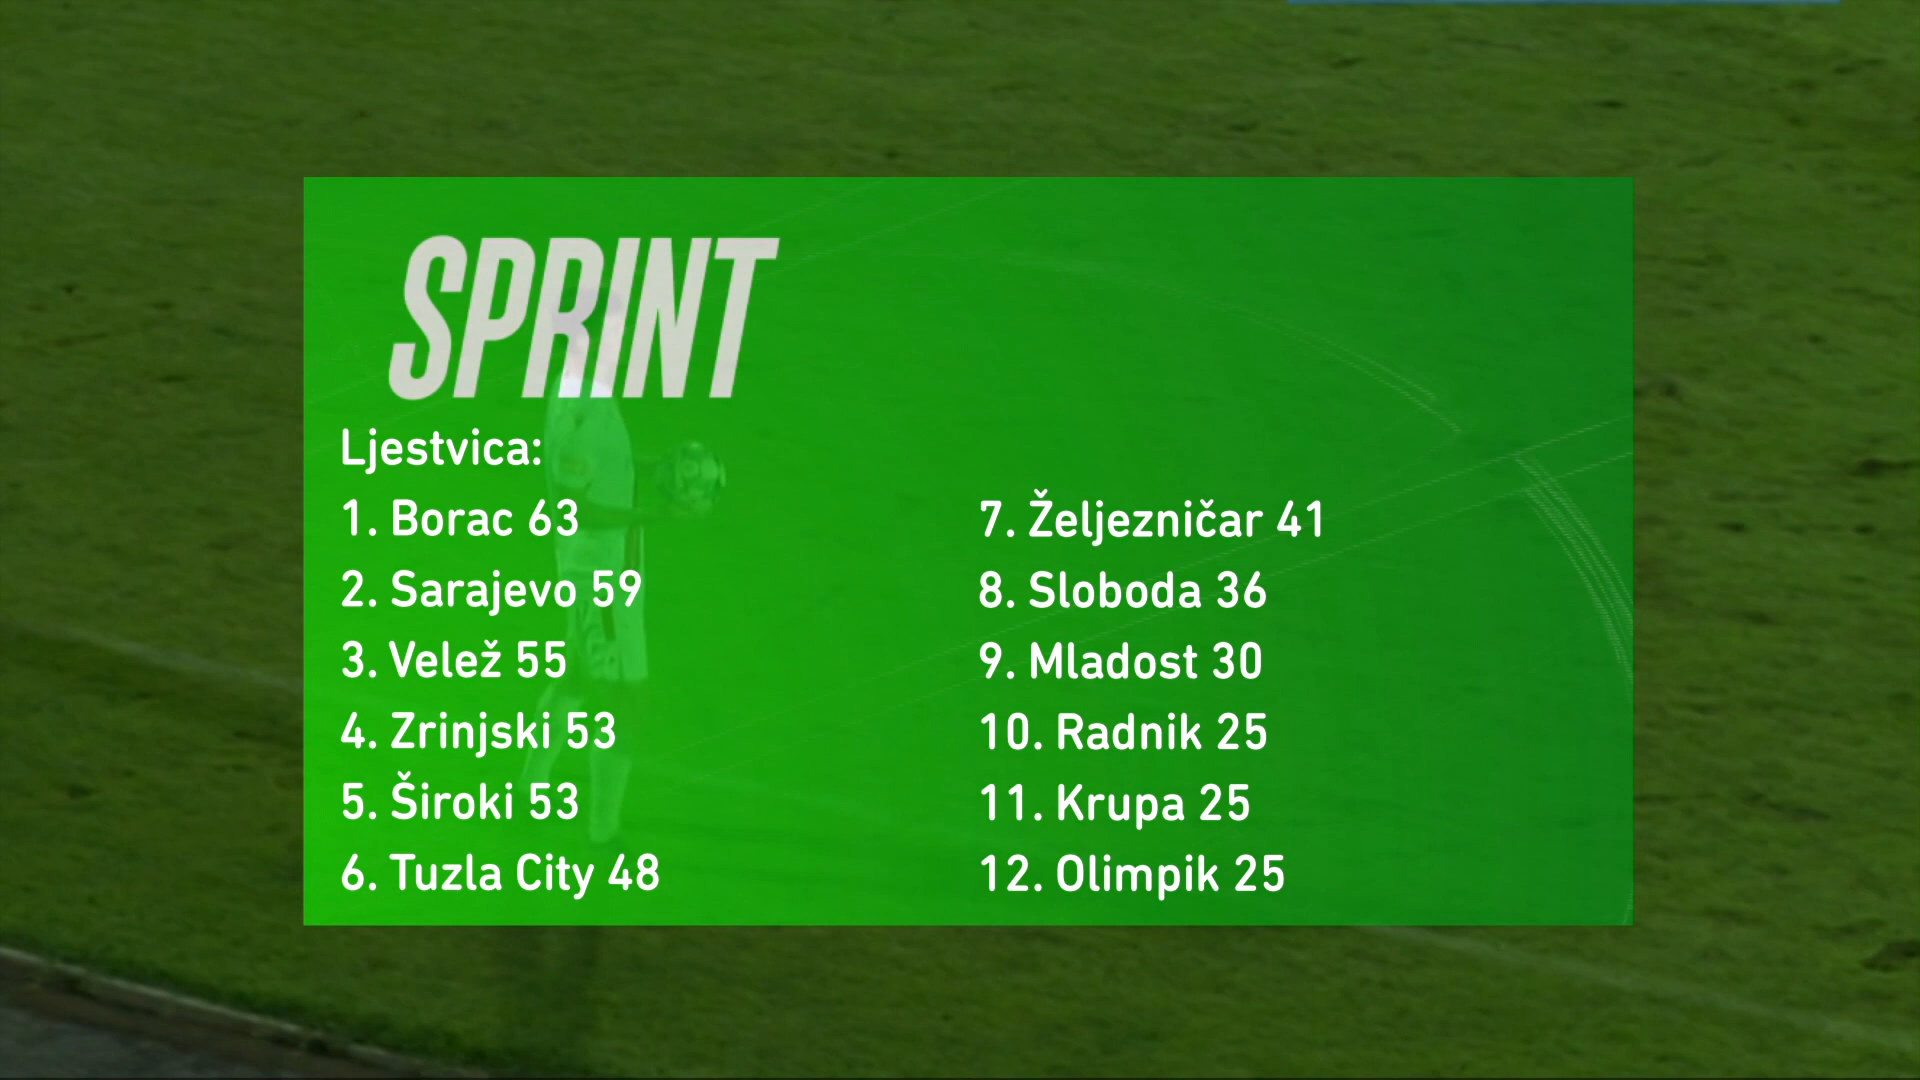 SPRINT
Ljestvica:
1. Borac 63
2. Sarajevo 59
3. Velež 55
4. Zrinjski 53
5. Široki 53
6. Tuzla City 48
7. Željezničar 41
8. Sloboda 36
9. Mladost 30
10. Radnik 25
11. Krupa 25
12. Olimpik 25